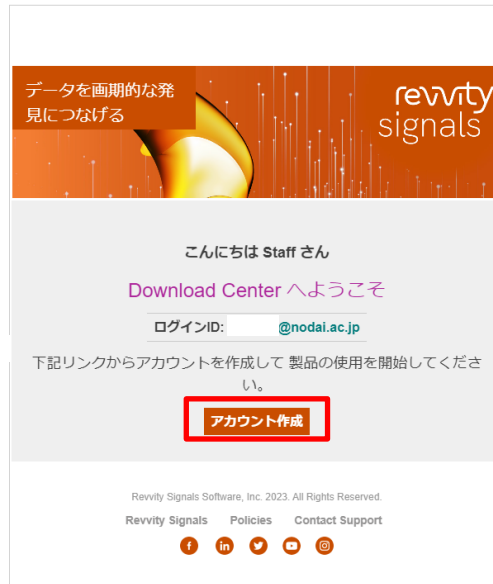 データを画期的な発
見につなげる
revvity
signals
こんにちは Staff さん
Download Center へようこそ
ログインID: @nodai.ac.jp
下記リンクからアカウントを作成して 製品の使用を開始してくださ
い。
アカウント作成
Revvity Signals Software, Inc. 2023. All Rights Reserved.
Revvity Signals Policies Contact Support